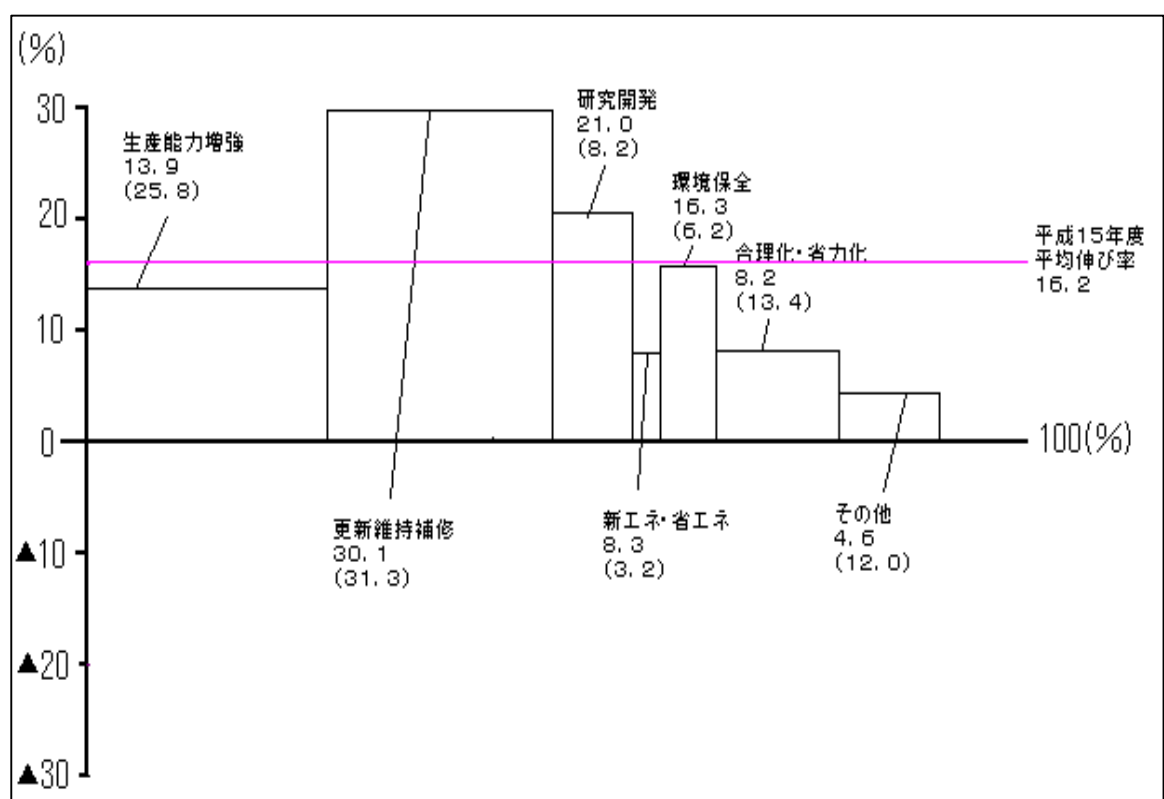 (%)
30
20
10
0
▲10
▲20
▲30
生産能力増強
13.9
(25.8)
更新維持補修
30.1
(31.3)
研究開発
21.0
(8.2)
新エネ・省エネ
8.3
(3.2)
環境保全
16.3
(6.2)
合理化・省力化
8.2
(13.4)
その他
4.6
(12.0)
平成15年度
平均伸び率
16.2
100(%)